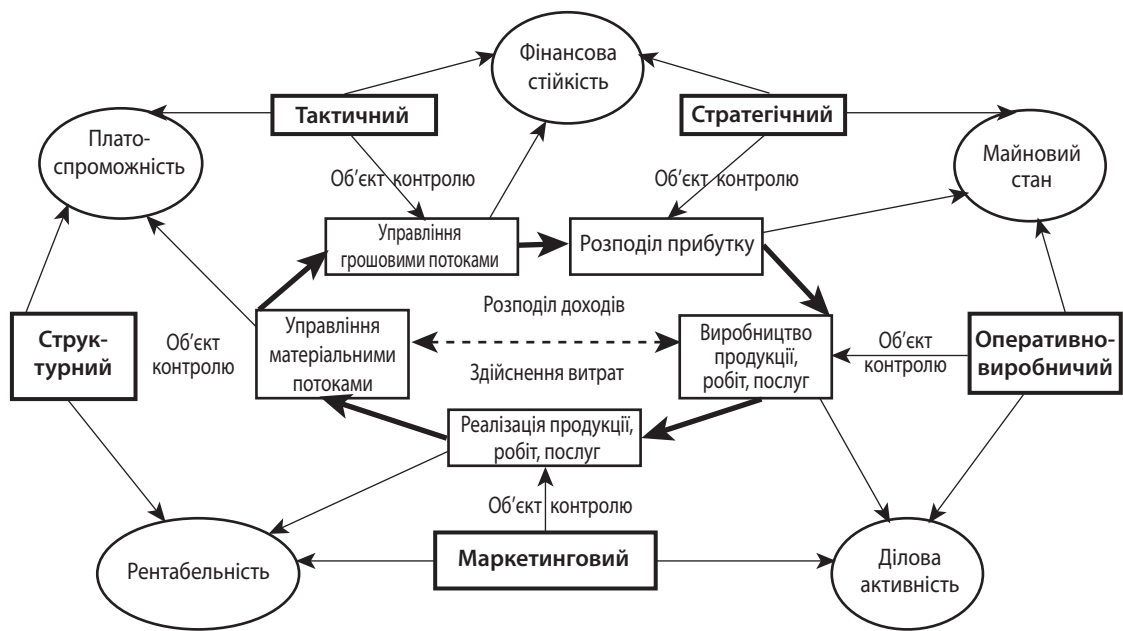 Фінансова
стійкість
Тактичний
Стратегічний
Плато-
спроможність
Майновий
стан
Об’єкт контролю
Об’єкт контролю
Управління
грошовими потоками
Розподіл прибутку
Розподіл доходів
Струк-
турний
Об’єкт
контролю
Управління
матеріальними
потоками
Виробництво
продукції,
робіт, послуг
Об’єкт
контролю
Оперативно-
виробничий
Здійснення витрат
Реалізація продукції,
робіт, послуг
Об’єкт контролю
Рентабельність
Маркетинговий
Ділова
активність